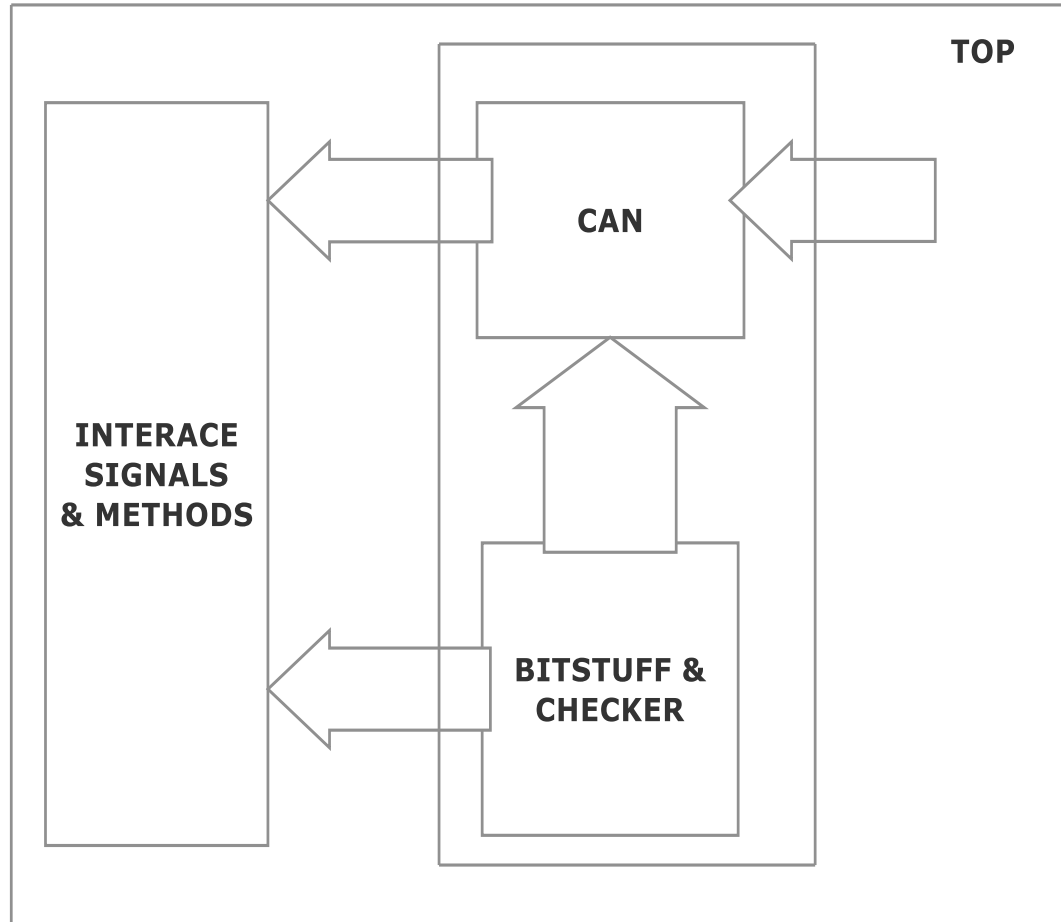 TOP
CAN
INTERACE
SIGNALS
& METHODS
BITSTUFF &
CHECKER